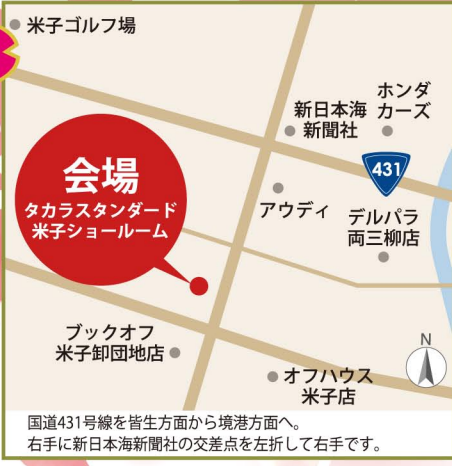 米子ゴルフ場
ホンダ
カーズ
新日本海
新聞社
431
会場
タカラスタンダード
米子ショールーム
アウディ
デルパラ
両三柳店
ブックオフ
米子卸団地店
N
オフハウス
米子店
国道431号線を皆生方面から境港方面へ。
右手に新日本海新聞社の交差点を左折して右手です。